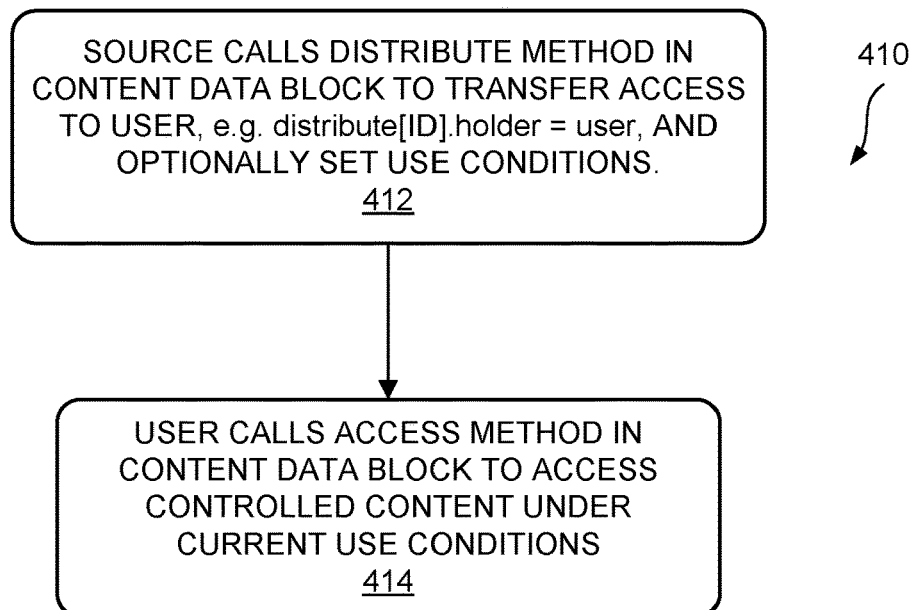 SOURCE CALLS DISTRIBUTE METHOD IN
CONTENT DATA BLOCK TO TRANSFER ACCESS
TO USER, e.g. distribute[ID].holder = user, AND
OPTIONALLY SET USE CONDITIONS.
412
410
USER CALLS ACCESS METHOD IN
CONTENT DATA BLOCK TO ACCESS
CONTROLLED CONTENT UNDER
CURRENT USE CONDITIONS
414